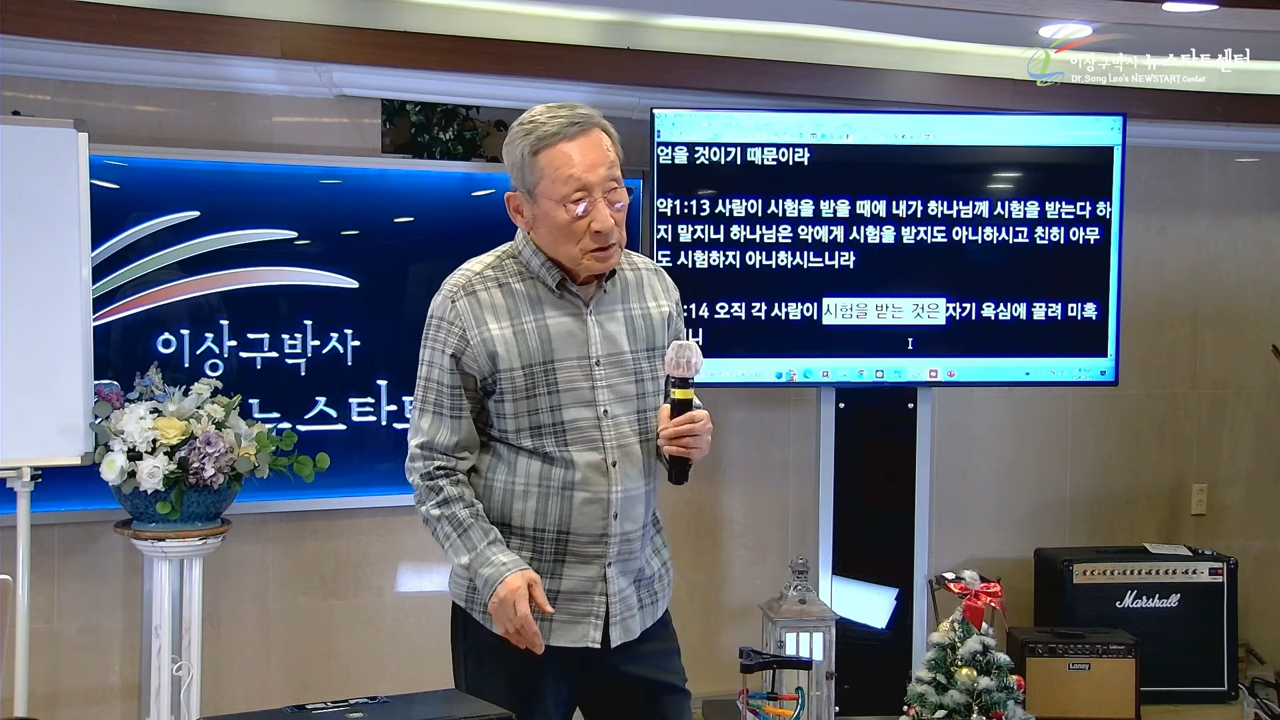 이상구박사 뉴스타트센터
Dr. Sang Lee's NEWSTART Center
얻을 것이기 때문이라
약1:13 사람이 시험을 받을 때에 내가 하나님께 시험을 받는다 하
지 말지니 하나님은 악에게 시험을 받지도 아니하시고 친히 아무
도 시험하지 아니하시느니라
:14 오직 각 사람이 시험을 받는 것은 자기 욕심에 끌려 미혹
니
이상구박사
뉴스타트
Marshall
Laney